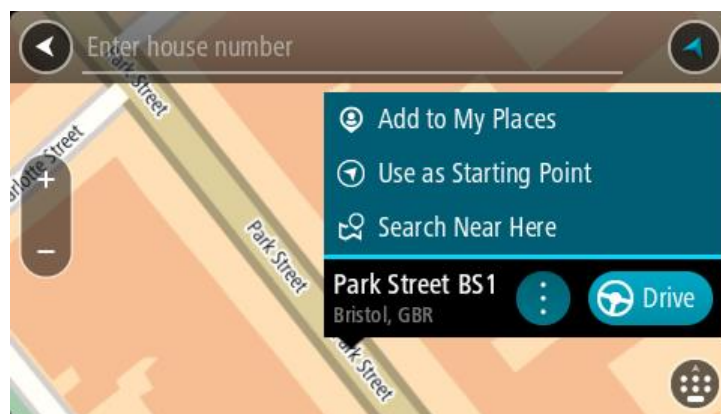 Enter house number
Park Street
Charlotte Street
Add to My Places
Use as Starting Point
Search Near Here
Park Street
Park Street BS1
Bristol, GBR
Drive
Park Street